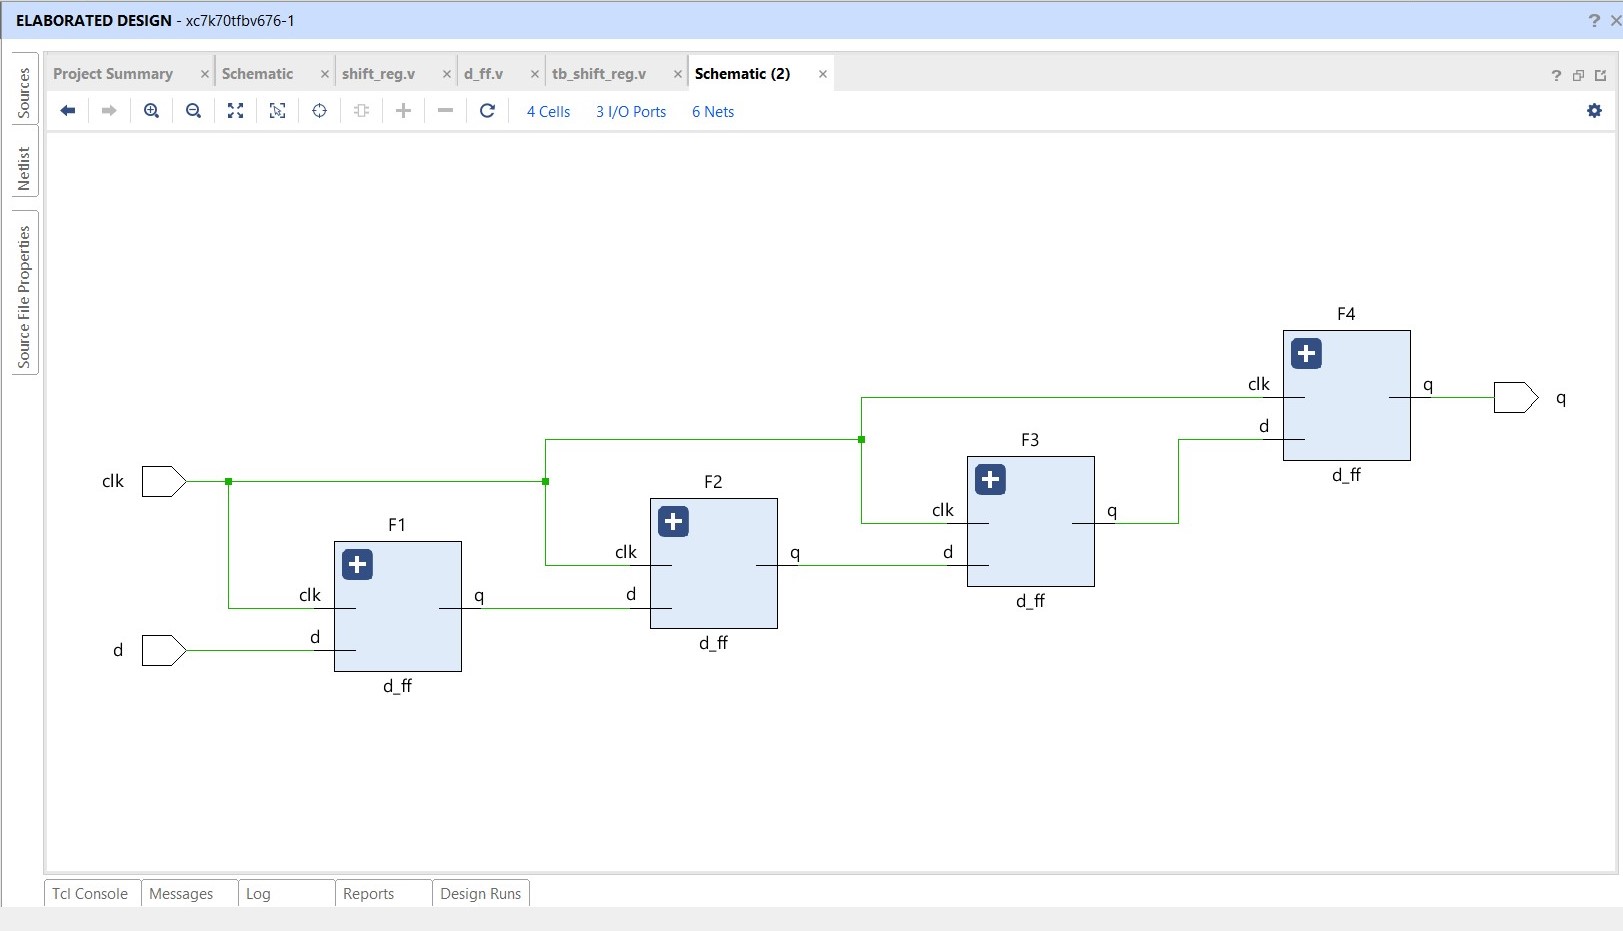 ELABORATED DESIGN - xc7k70tfbv676-1
Sources
Netlist
Source File Properties
Project Summary
Schematic
shift_reg.v
d_ff.v
tb_shift_reg.v
Schematic (2)
4 Cells
3 I/O Ports
6 Nets
F4
clk
d
q
d_ff
q
F3
clk
d
q
d_ff
clk
F2
clk
d
q
d_ff
F1
clk
d
q
d_ff
d
Tcl Console
Messages
Log
Reports
Design Runs